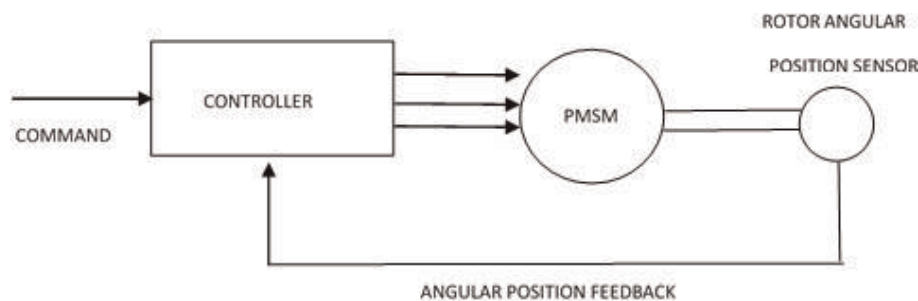 ROTOR ANGULAR
POSITION SENSOR
CONTROLLER
PMSM
COMMAND
ANGULAR POSITION FEEDBACK